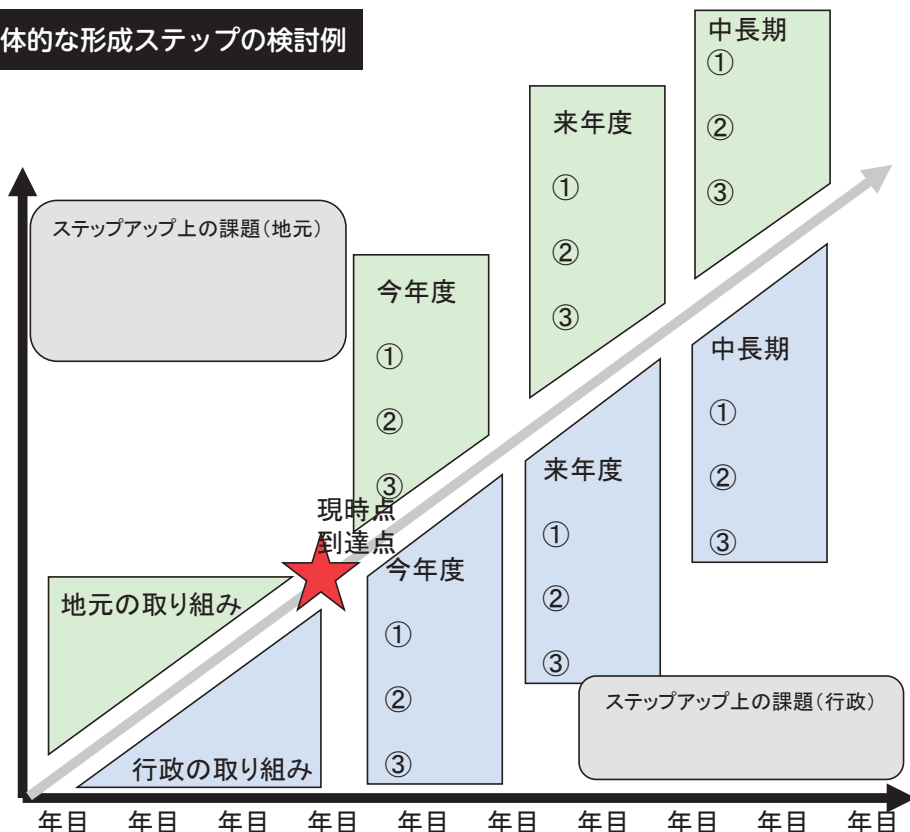 体的な形成ステップの検討例
中長期
①
②
③
来年度
①
②
③
ステップアップ上の課題（地元）
今年度
①
②
③
現時点
到達点
地元の取り組み
行政の取り組み
今年度
①
②
③
来年度
①
②
③
中長期
①
②
③
ステップアップ上の課題（行政）
年目 年目 年目 年目 年目 年目 年目 年目 年目 年目